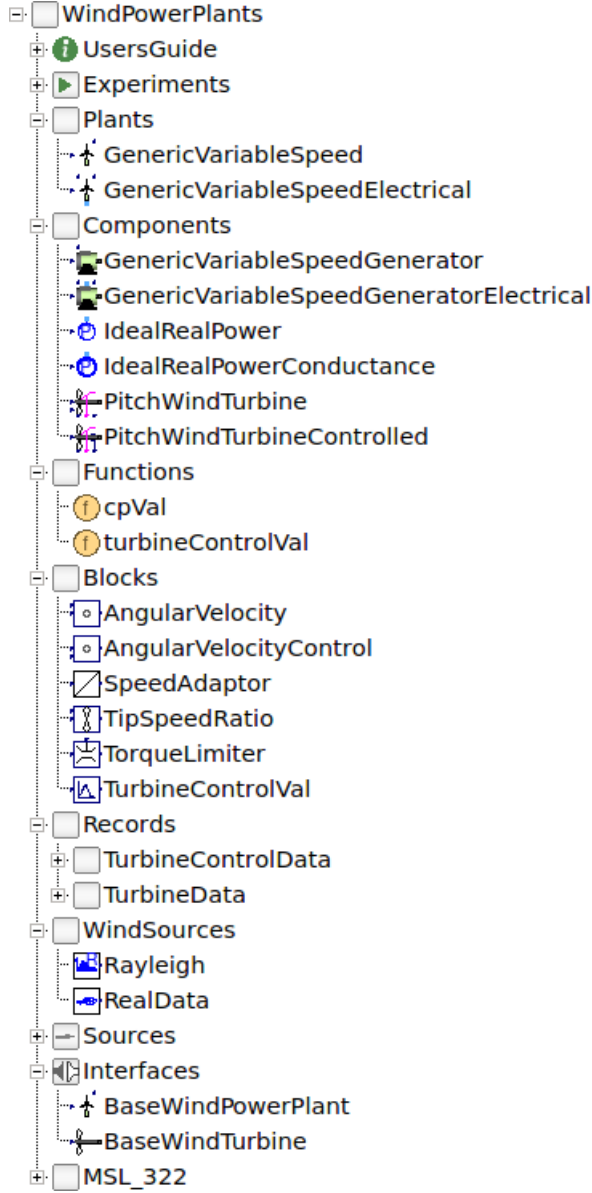 WindPowerPlants
UsersGuide
Experiments
Plants
GenericVariableSpeed
GenericVariableSpeedElectrical
Components
GenericVariableSpeedGenerator
GenericVariableSpeedGeneratorElectrical
IdealRealPower
IdealRealPowerConductance
PitchWindTurbine
PitchWindTurbineControlled
Functions
cpVal
turbineControlVal
Blocks
AngularVelocity
AngularVelocityControl
SpeedAdaptor
TipSpeedRatio
TorqueLimiter
TurbineControlVal
Records
TurbineControlData
TurbineData
WindSources
Rayleigh
RealData
Sources
Interfaces
BaseWindPowerPlant
BaseWindTurbine
MSL_322